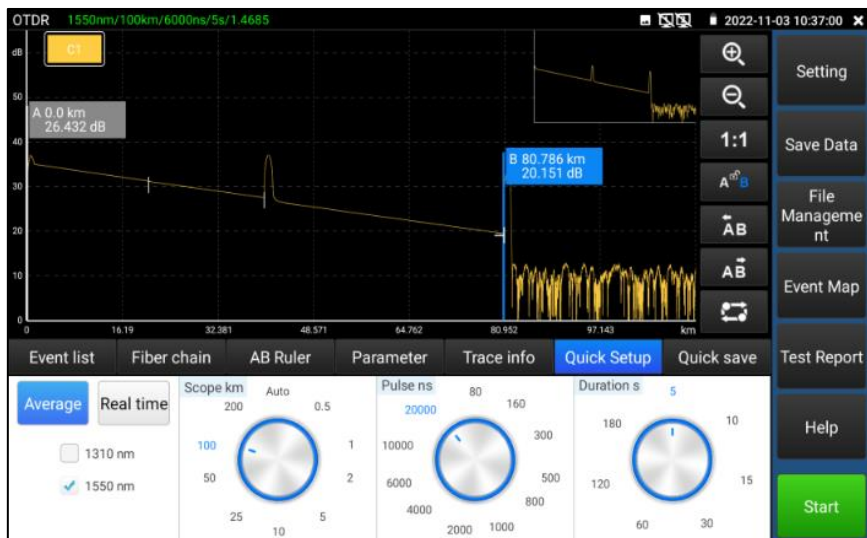 OTDR 1550nm/100km/6000ns/5s/1.4685 2022-11-03 10:37:00
dB
C1
50
A 0.0 km
26.432 dB
40
30
20
10
0
B 80.786 km
20.151 dB
0 16.19 32.381 48.571 64.762 80.952 97.143 km
1:1
A B
AB
AB
Setting
Save Data
File
Manageme
nt
Event Map
Test Report
Help
Start
Event list Fiber chain AB Ruler Parameter Trace info Quick Setup Quick save
Average Real time
1310 nm
1550 nm
Scope km
Auto
0.5
1
2
5
10
25
50
100
200
Pulse ns
80
160
300
500
800
1000
2000
4000
6000
10000
20000
Duration s
5
10
15
30
60
120
180